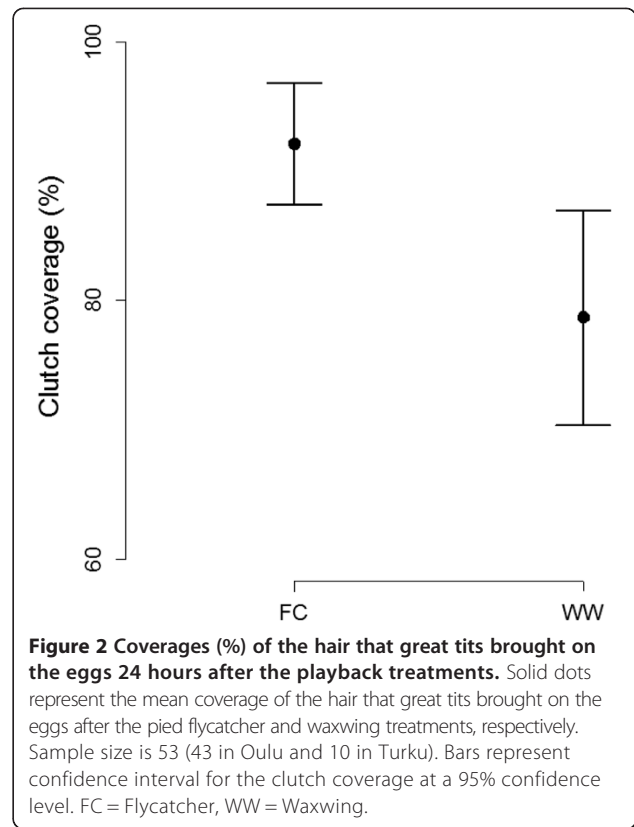 100
80
60
Clutch coverage (%)
FC WW
Figure 2 Coverages (%) of the hair that great tits brought on
the eggs 24 hours after the playback treatments. Solid dots
represent the mean coverage of the hair that great tits brought on the
eggs after the pied flycatcher and waxwing treatments, respectively.
Sample size is 53 (43 in Oulu and 10 in Turku). Bars represent
confidence interval for the clutch coverage at a 95% confidence
level. FC = Flycatcher, WW = Waxwing.